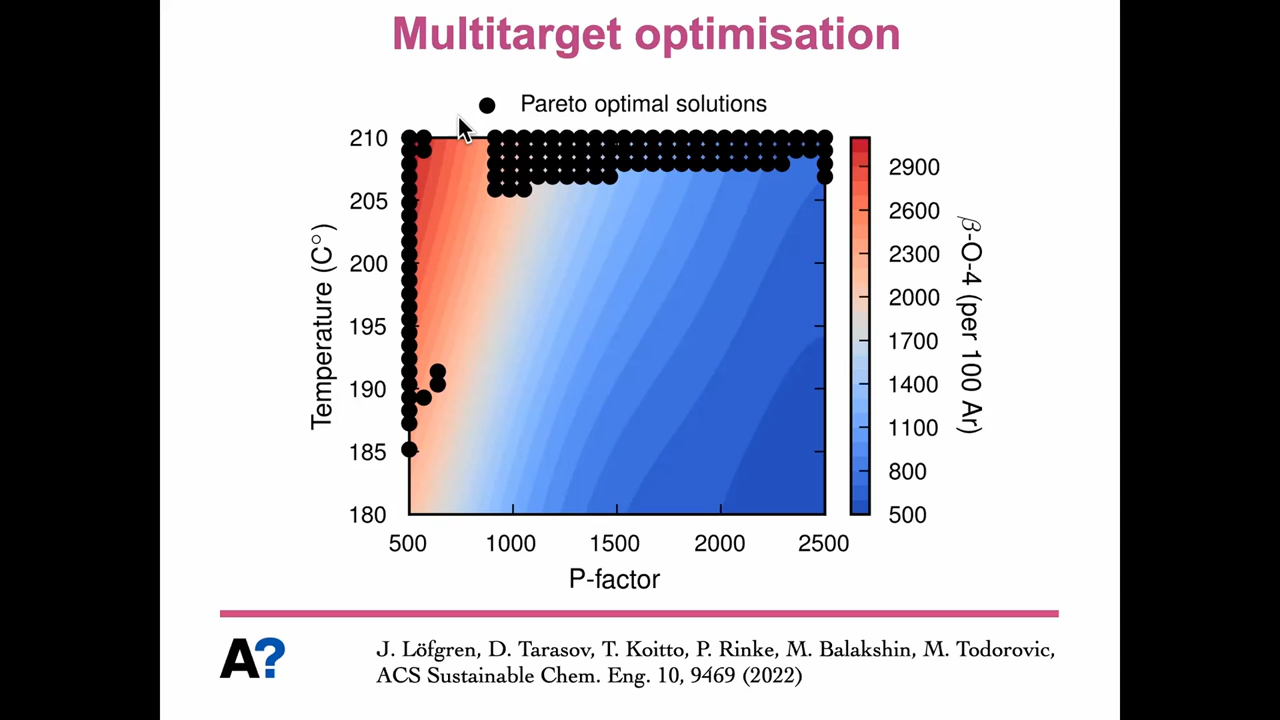 Multitarget optimisation
Pareto optimal solutions
210
205
200
195
190
185
180
Temperature (C°)
500
1000
1500
2000
2500
P-factor
2900
2600
2300
2000
1700
1400
1100
800
500
β-O-4 (per 100 Ar)
A?
J. Löfgren, D. Tarasov, T. Koitto, P. Rinke, M. Balakshin, M. Todorovic,
ACS Sustainable Chem. Eng. 10, 9469 (2022)